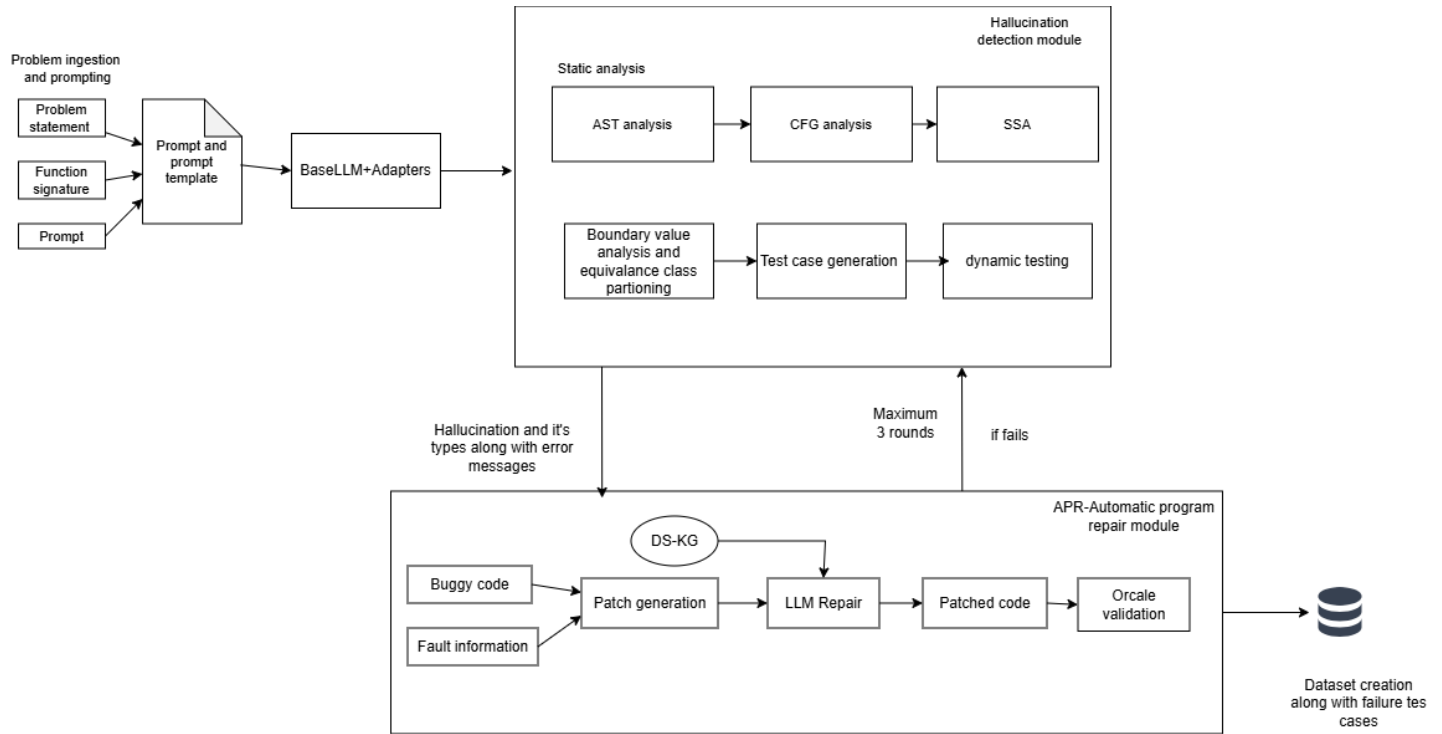 Problem ingestion
and prompting
Problem
statement
Function
signature
Prompt
Prompt and
prompt
template
BaseLLM+Adapters
Hallucination
detection module
Static analysis
AST analysis
CFG analysis
SSA
Boundary value
analysis and
equivalance class
partioning
Test case generation
dynamic testing
Hallucination and it's
types along with error
messages
Maximum
3 rounds
if fails
APR-Automatic program
repair module
DS-KG
Buggy code
Fault information
Patch generation
LLM Repair
Patched code
Orcale
validation
Dataset creation
along with failure tes
cases